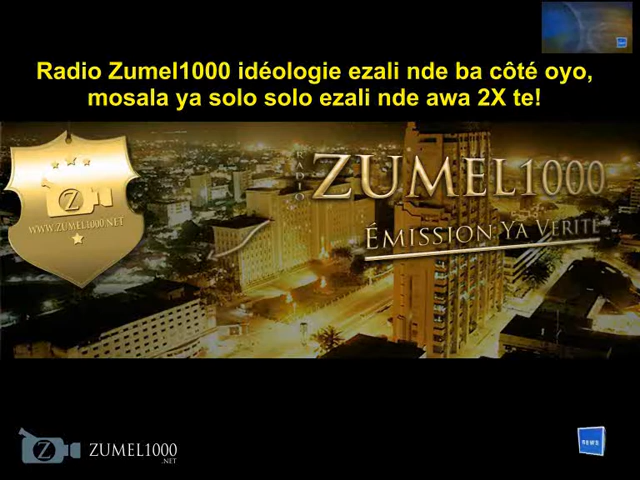 Radio Zumel1000 idéologie ezali nde ba côté oyo,
mosala ya solo solo ezali nde awa 2X te!
RADIO
ZUMEL1000
ÉMISSION YA VERITE
Z
WWW.ZUMEL1000.NET
Z
ZUMEL1000
.NET
NEWS